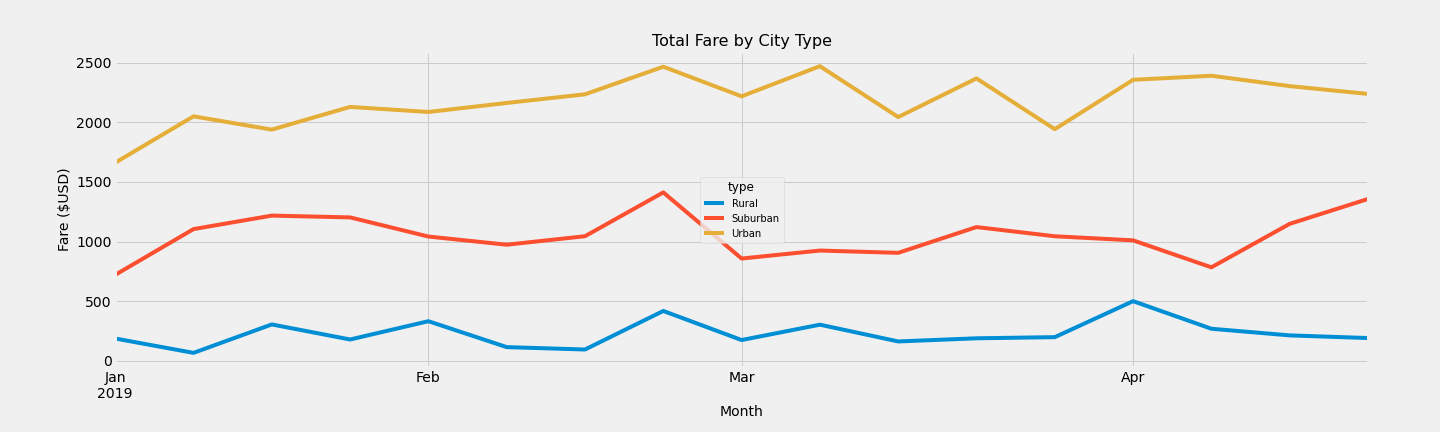 Total Fare by City Type
Fare ($USD)
2500
2000
1500
1000
500
0
type
Rural
Suburban
Urban
Jan Feb Mar Apr
2019
Month